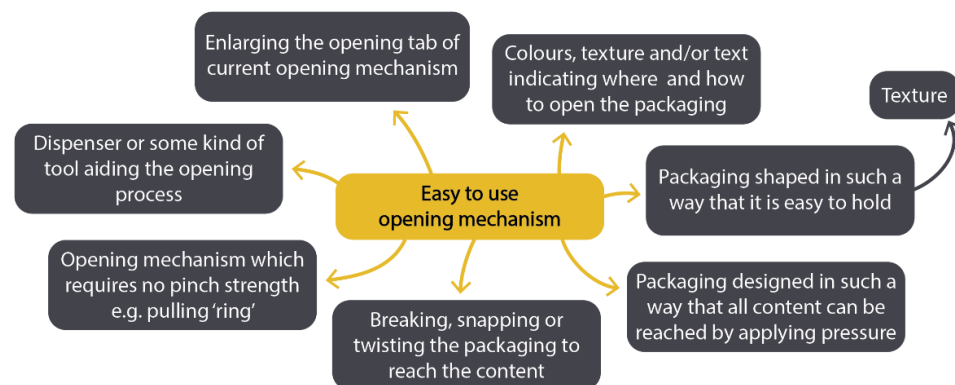 Enlarging the opening tab of
current opening mechanism
Colours, texture and/or text
indicating where and how
to open the packaging
Texture
Dispenser or some kind of
tool aiding the opening
process
Easy to use
opening mechanism
Packaging shaped in such a
way that it is easy to hold
Opening mechanism which
requires no pinch strength
e.g. pulling ‘ring’
Breaking, snapping or
twisting the packaging to
reach the content
Packaging designed in such a
way that all content can be
reached by applying pressure